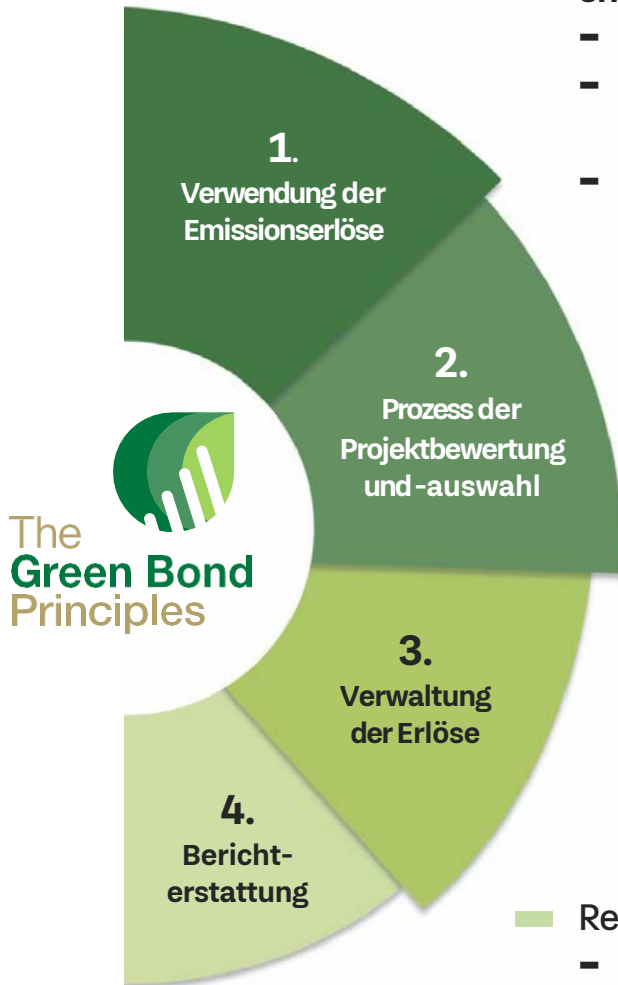 1.
Verwendung der
Emissionserlöse
2.
Prozess der
Projektbewertung
und -auswahl
The
Green Bond
Principles
3.
Verwaltung
der Erlöse
4.
Bericht-
erstattung
Re
-